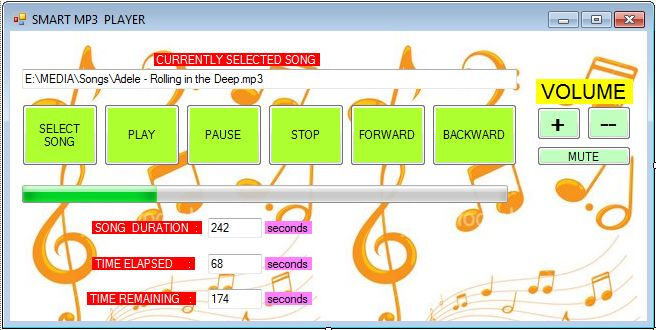 SMART MP3 PLAYER
CURRENTLY SELECTED SONG
E:\MEDIA\Songs\Adele - Rolling in the Deep.mp3
VOLUME
SELECT
SONG
PLAY
PAUSE
STOP
FORWARD
BACKWARD
+
--
MUTE
SONG DURATION : 242 seconds
TIME ELAPSED : 68 seconds
TIME REMAINING : 174 seconds